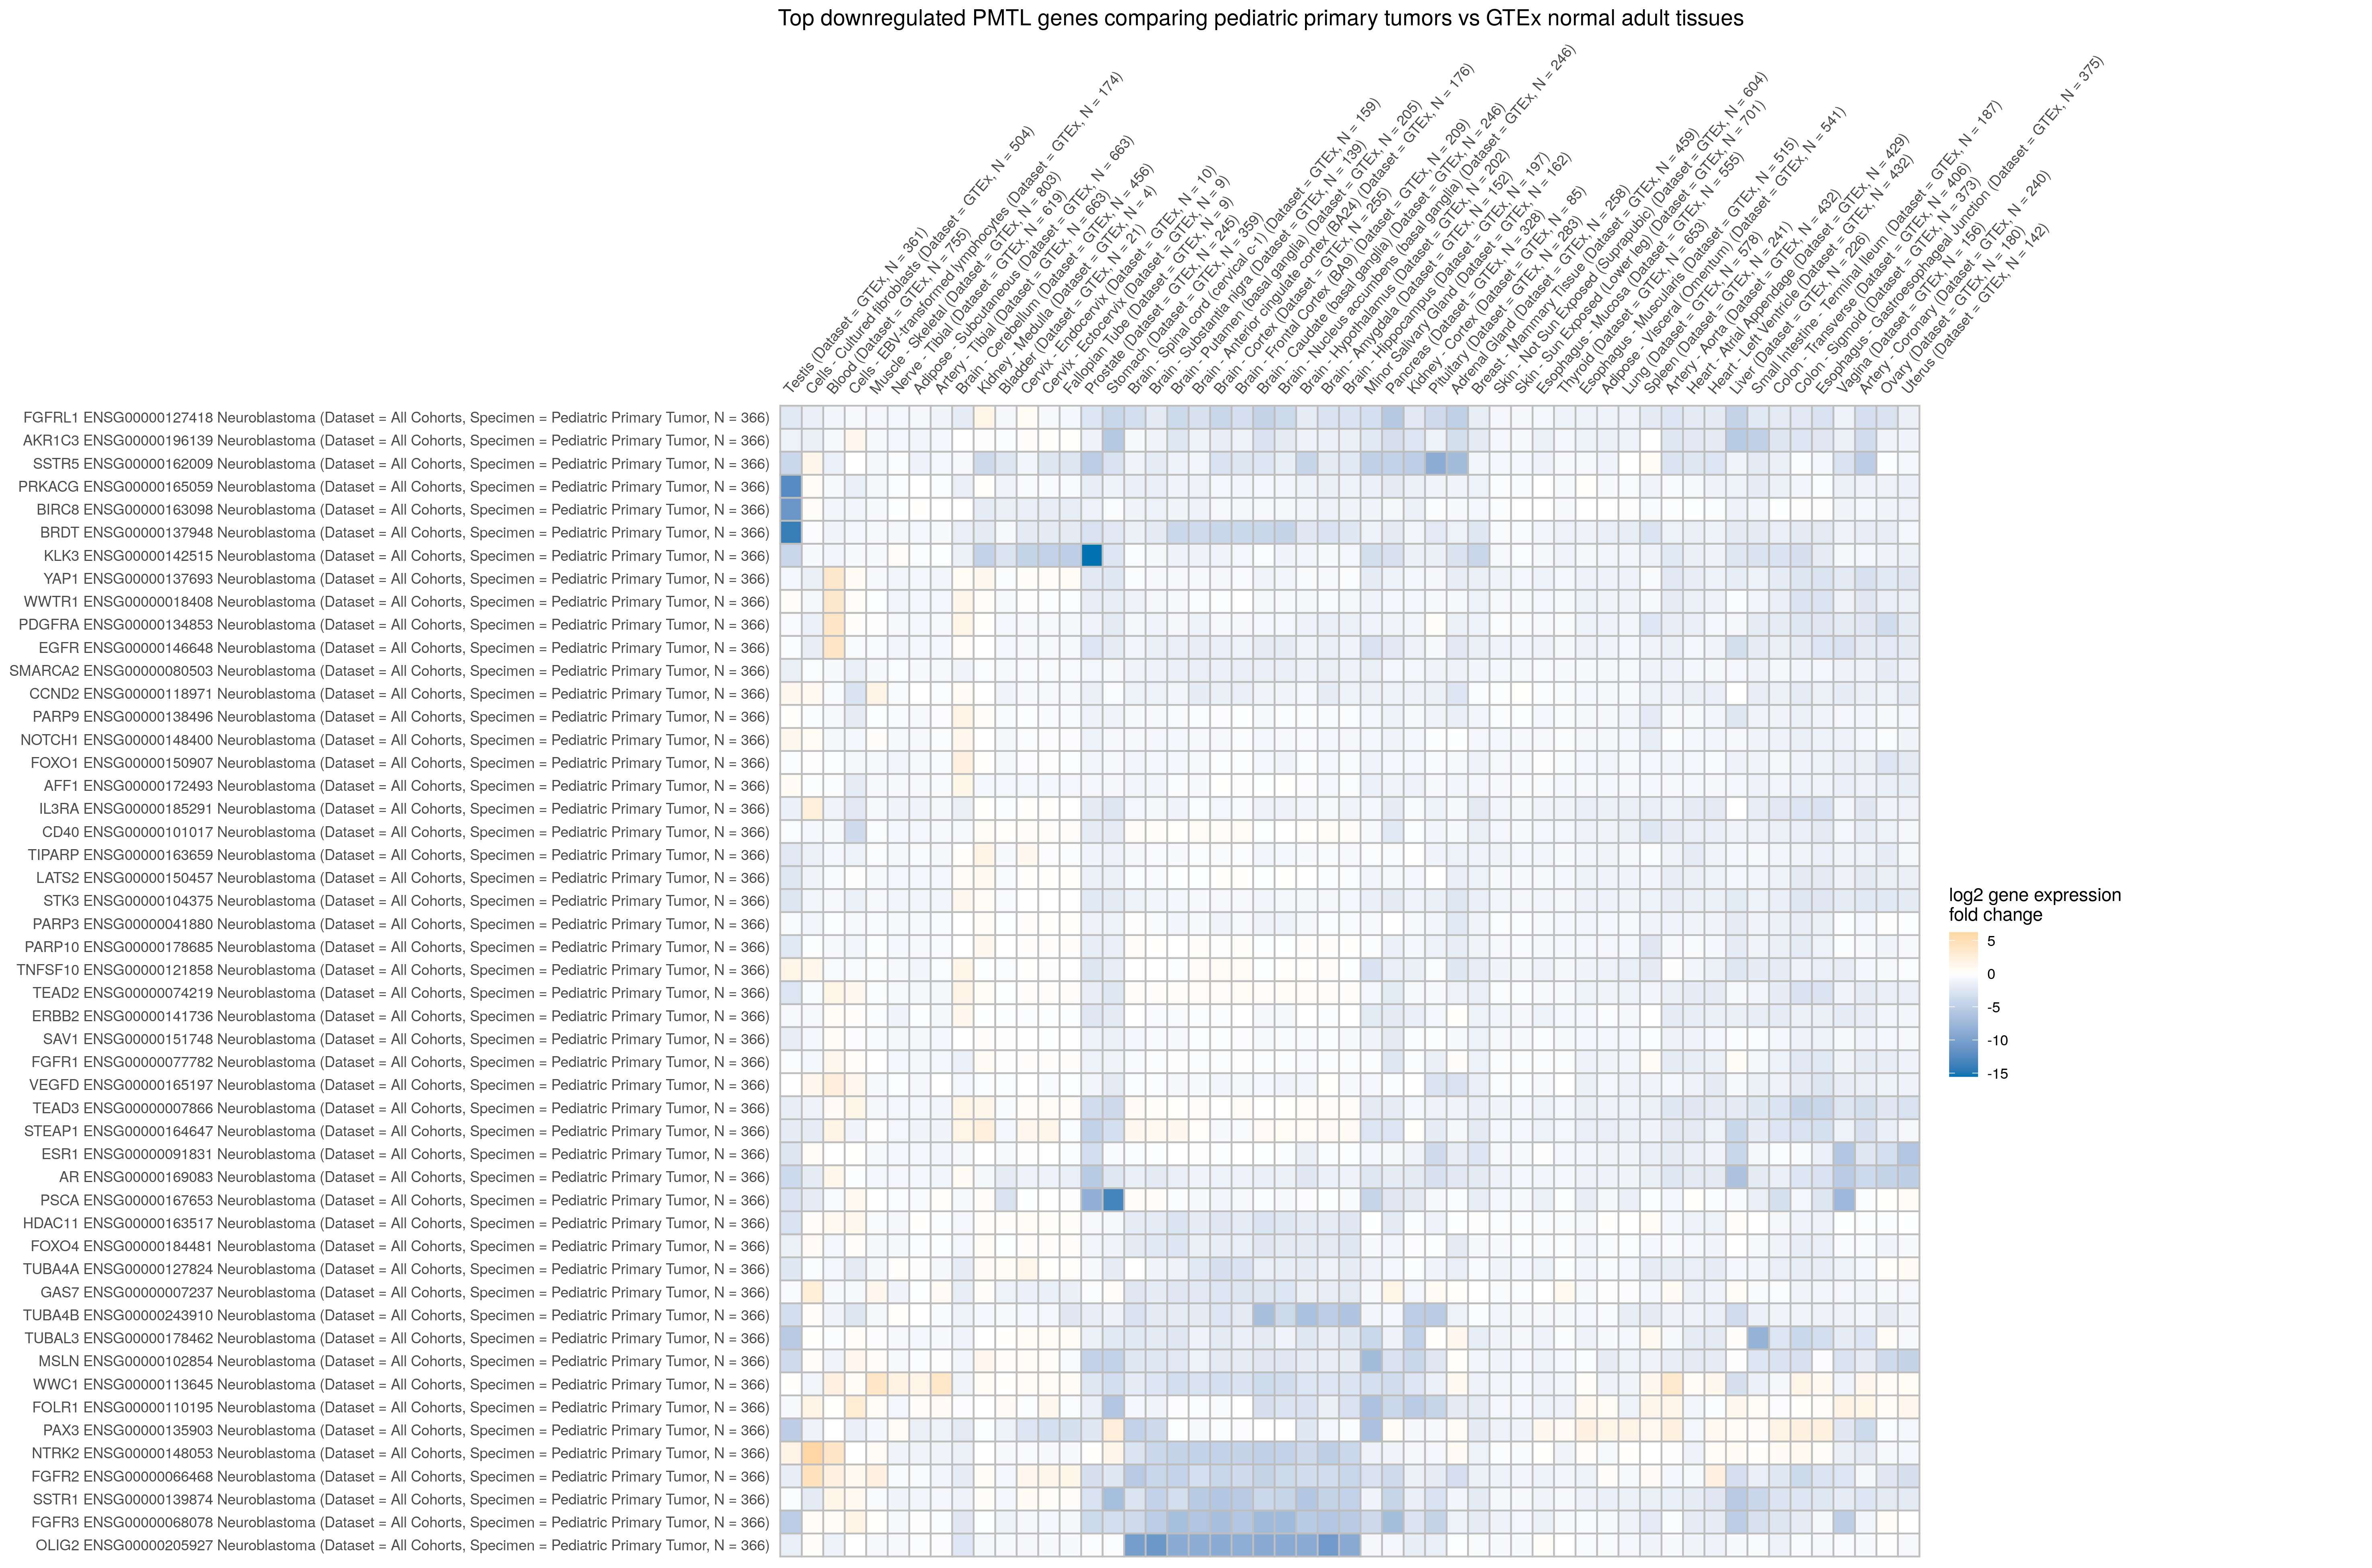 Top downregulated PMTL genes comparing pediatric primary tumors vs GTEx normal adult tissues
Testis (Dataset = GTEx, N = 361)
Cells - Cultured fibroblasts (Dataset = GTEx, N = 504)
Blood (Dataset = GTEx, N = 755)
Cells - EBV-transformed lymphocytes (Dataset = GTEx, N = 174)
Muscle - Skeletal (Dataset = GTEx, N = 803)
Nerve - Tibial (Dataset = GTEx, N = 619)
Adipose - Subcutaneous (Dataset = GTEx, N = 663)
Artery - Tibial (Dataset = GTEx, N = 663)
Brain - Cerebellum (Dataset = GTEx, N = 456)
Kidney - Medulla (Dataset = GTEx, N = 4)
Bladder (Dataset = GTEx, N = 21)
Cervix - Endocervix (Dataset = GTEx, N = 10)
Cervix - Ectocervix (Dataset = GTEx, N = 9)
Fallopian Tube (Dataset = GTEx, N = 9)
Prostate (Dataset = GTEx, N = 245)
Stomach (Dataset = GTEx, N = 359)
Brain - Spinal cord (cervical c-1) (Dataset = GTEx, N = 159)
Brain - Substantia nigra (Dataset = GTEx, N = 139)
Brain - Putamen (basal ganglia) (Dataset = GTEx, N = 205)
Brain - Anterior cingulate cortex (BA24) (Dataset = GTEx, N = 176)
Brain - Cortex (Dataset = GTEx, N = 255)
Brain - Frontal Cortex (BA9) (Dataset = GTEx, N = 209)
Brain - Caudate (basal ganglia) (Dataset = GTEx, N = 246)
Brain - Nucleus accumbens (basal ganglia) (Dataset = GTEx, N = 246)
Brain - Hypothalamus (Dataset = GTEx, N = 202)
Brain - Amygdala (Dataset = GTEx, N = 152)
Brain - Hippocampus (Dataset = GTEx, N = 197)
Minor Salivary Gland (Dataset = GTEx, N = 162)
Pancreas (Dataset = GTEx, N = 328)
Kidney - Cortex (Dataset = GTEx, N = 85)
Pituitary (Dataset = GTEx, N = 283)
Adrenal Gland (Dataset = GTEx, N = 258)
Breast - Mammary Tissue (Dataset = GTEx, N = 459)
Skin - Not Sun Exposed (Suprapubic) (Dataset = GTEx, N = 604)
Skin - Sun Exposed (Lower leg) (Dataset = GTEx, N = 701)
Esophagus - Mucosa (Dataset = GTEx, N = 555)
Thyroid (Dataset = GTEx, N = 653)
Esophagus - Muscularis (Dataset = GTEx, N = 515)
Adipose - Visceral (Omentum) (Dataset = GTEx, N = 541)
Lung (Dataset = GTEx, N = 578)
Spleen (Dataset = GTEx, N = 241)
Artery - Aorta (Dataset = GTEx, N = 432)
Heart - Atrial Appendage (Dataset = GTEx, N = 429)
Heart - Left Ventricle (Dataset = GTEx, N = 432)
Liver (Dataset = GTEx, N = 226)
Small Intestine - Terminal Ileum (Dataset = GTEx, N = 187)
Colon - Transverse (Dataset = GTEx, N = 406)
Colon - Sigmoid (Dataset = GTEx, N = 373)
Esophagus - Gastroesophageal Junction (Dataset = GTEx, N = 375)
Vagina (Dataset = GTEx, N = 156)
Artery - Coronary (Dataset = GTEx, N = 240)
Ovary (Dataset = GTEx, N = 180)
Uterus (Dataset = GTEx, N = 142)
FGFRL1 ENSG00000127418 Neuroblastoma (Dataset = All Cohorts, Specimen = Pediatric Primary Tumor, N = 366)
AKR1C3 ENSG00000196139 Neuroblastoma (Dataset = All Cohorts, Specimen = Pediatric Primary Tumor, N = 366)
SSTR5 ENSG00000162009 Neuroblastoma (Dataset = All Cohorts, Specimen = Pediatric Primary Tumor, N = 366)
PRKACG ENSG00000165059 Neuroblastoma (Dataset = All Cohorts, Specimen = Pediatric Primary Tumor, N = 366)
BIRC8 ENSG00000163098 Neuroblastoma (Dataset = All Cohorts, Specimen = Pediatric Primary Tumor, N = 366)
BRDT ENSG00000137948 Neuroblastoma (Dataset = All Cohorts, Specimen = Pediatric Primary Tumor, N = 366)
KLK3 ENSG00000142515 Neuroblastoma (Dataset = All Cohorts, Specimen = Pediatric Primary Tumor, N = 366)
YAP1 ENSG00000137693 Neuroblastoma (Dataset = All Cohorts, Specimen = Pediatric Primary Tumor, N = 366)
WWTR1 ENSG00000018408 Neuroblastoma (Dataset = All Cohorts, Specimen = Pediatric Primary Tumor, N = 366)
PDGFRA ENSG00000134853 Neuroblastoma (Dataset = All Cohorts, Specimen = Pediatric Primary Tumor, N = 366)
EGFR ENSG00000146648 Neuroblastoma (Dataset = All Cohorts, Specimen = Pediatric Primary Tumor, N = 366)
SMARCA2 ENSG00000080503 Neuroblastoma (Dataset = All Cohorts, Specimen = Pediatric Primary Tumor, N = 366)
CCND2 ENSG00000118971 Neuroblastoma (Dataset = All Cohorts, Specimen = Pediatric Primary Tumor, N = 366)
PARP9 ENSG00000138496 Neuroblastoma (Dataset = All Cohorts, Specimen = Pediatric Primary Tumor, N = 366)
NOTCH1 ENSG00000148400 Neuroblastoma (Dataset = All Cohorts, Specimen = Pediatric Primary Tumor, N = 366)
FOXO1 ENSG00000150907 Neuroblastoma (Dataset = All Cohorts, Specimen = Pediatric Primary Tumor, N = 366)
AFF1 ENSG00000172493 Neuroblastoma (Dataset = All Cohorts, Specimen = Pediatric Primary Tumor, N = 366)
IL3RA ENSG00000185291 Neuroblastoma (Dataset = All Cohorts, Specimen = Pediatric Primary Tumor, N = 366)
CD40 ENSG00000101017 Neuroblastoma (Dataset = All Cohorts, Specimen = Pediatric Primary Tumor, N = 366)
TIPARP ENSG00000163659 Neuroblastoma (Dataset = All Cohorts, Specimen = Pediatric Primary Tumor, N = 366)
LATS2 ENSG00000150457 Neuroblastoma (Dataset = All Cohorts, Specimen = Pediatric Primary Tumor, N = 366)
STK3 ENSG00000104375 Neuroblastoma (Dataset = All Cohorts, Specimen = Pediatric Primary Tumor, N = 366)
PARP3 ENSG00000041880 Neuroblastoma (Dataset = All Cohorts, Specimen = Pediatric Primary Tumor, N = 366)
PARP10 ENSG00000178685 Neuroblastoma (Dataset = All Cohorts, Specimen = Pediatric Primary Tumor, N = 366)
TNFSF10 ENSG00000121858 Neuroblastoma (Dataset = All Cohorts, Specimen = Pediatric Primary Tumor, N = 366)
TEAD2 ENSG00000074219 Neuroblastoma (Dataset = All Cohorts, Specimen = Pediatric Primary Tumor, N = 366)
ERBB2 ENSG00000141736 Neuroblastoma (Dataset = All Cohorts, Specimen = Pediatric Primary Tumor, N = 366)
SAV1 ENSG00000151748 Neuroblastoma (Dataset = All Cohorts, Specimen = Pediatric Primary Tumor, N = 366)
FGFR1 ENSG00000077782 Neuroblastoma (Dataset = All Cohorts, Specimen = Pediatric Primary Tumor, N = 366)
VEGFD ENSG00000165197 Neuroblastoma (Dataset = All Cohorts, Specimen = Pediatric Primary Tumor, N = 366)
TEAD3 ENSG00000007866 Neuroblastoma (Dataset = All Cohorts, Specimen = Pediatric Primary Tumor, N = 366)
STEAP1 ENSG00000164647 Neuroblastoma (Dataset = All Cohorts, Specimen = Pediatric Primary Tumor, N = 366)
ESR1 ENSG00000091831 Neuroblastoma (Dataset = All Cohorts, Specimen = Pediatric Primary Tumor, N = 366)
AR ENSG00000169083 Neuroblastoma (Dataset = All Cohorts, Specimen = Pediatric Primary Tumor, N = 366)
PSCA ENSG00000167653 Neuroblastoma (Dataset = All Cohorts, Specimen = Pediatric Primary Tumor, N = 366)
HDAC11 ENSG00000163517 Neuroblastoma (Dataset = All Cohorts, Specimen = Pediatric Primary Tumor, N = 366)
FOXO4 ENSG00000184481 Neuroblastoma (Dataset = All Cohorts, Specimen = Pediatric Primary Tumor, N = 366)
TUBA4A ENSG00000127824 Neuroblastoma (Dataset = All Cohorts, Specimen = Pediatric Primary Tumor, N = 366)
GAS7 ENSG00000007237 Neuroblastoma (Dataset = All Cohorts, Specimen = Pediatric Primary Tumor, N = 366)
TUBA4B ENSG00000243910 Neuroblastoma (Dataset = All Cohorts, Specimen = Pediatric Primary Tumor, N = 366)
TUBAL3 ENSG00000178462 Neuroblastoma (Dataset = All Cohorts, Specimen = Pediatric Primary Tumor, N = 366)
MSLN ENSG00000102854 Neuroblastoma (Dataset = All Cohorts, Specimen = Pediatric Primary Tumor, N = 366)
WWC1 ENSG00000113645 Neuroblastoma (Dataset = All Cohorts, Specimen = Pediatric Primary Tumor, N = 366)
FOLR1 ENSG00000110195 Neuroblastoma (Dataset = All Cohorts, Specimen = Pediatric Primary Tumor, N = 366)
PAX3 ENSG00000135903 Neuroblastoma (Dataset = All Cohorts, Specimen = Pediatric Primary Tumor, N = 366)
NTRK2 ENSG00000148053 Neuroblastoma (Dataset = All Cohorts, Specimen = Pediatric Primary Tumor, N = 366)
FGFR2 ENSG00000066468 Neuroblastoma (Dataset = All Cohorts, Specimen = Pediatric Primary Tumor, N = 366)
SSTR1 ENSG00000139874 Neuroblastoma (Dataset = All Cohorts, Specimen = Pediatric Primary Tumor, N = 366)
FGFR3 ENSG00000068078 Neuroblastoma (Dataset = All Cohorts, Specimen = Pediatric Primary Tumor, N = 366)
OLIG2 ENSG00000205927 Neuroblastoma (Dataset = All Cohorts, Specimen = Pediatric Primary Tumor, N = 366)
log2 gene expression
fold change
5
0
-5
-10
-15